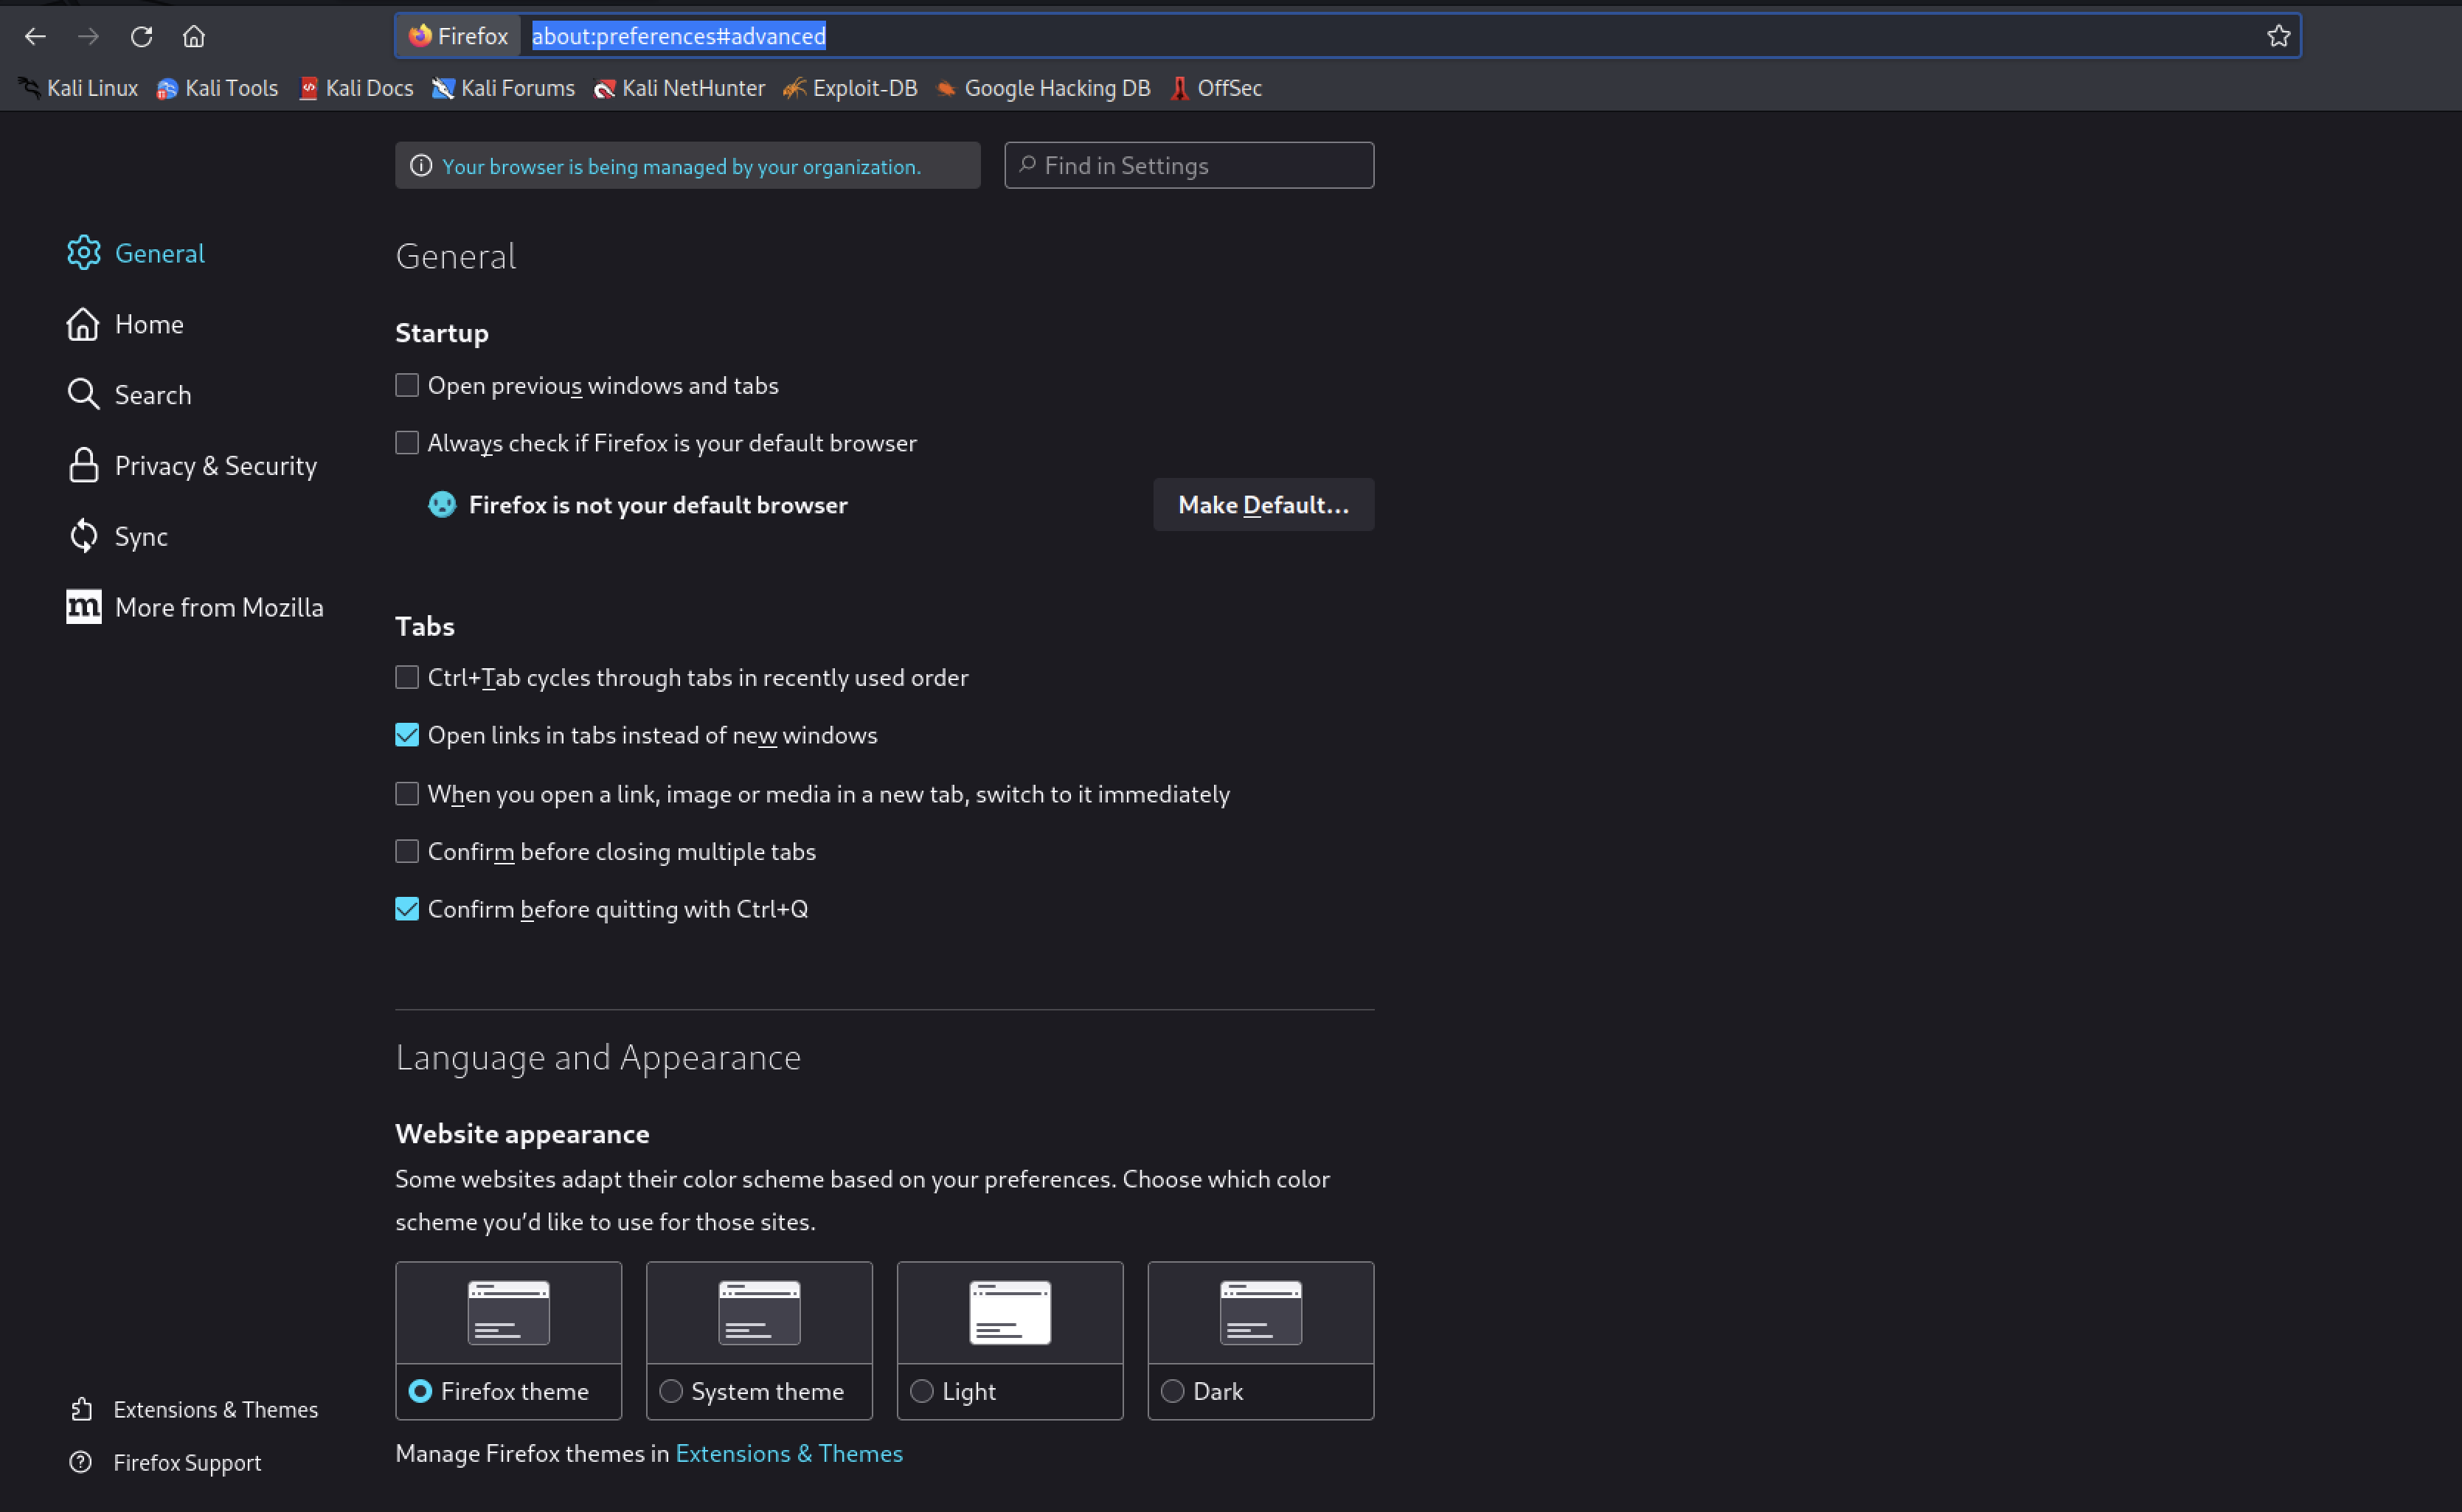 Firefox about:preferences#advanced
Kali Linux Kali Tools Kali Docs Kali Forums Kali NetHunter Exploit-DB Google Hacking DB OffSec
Your browser is being managed by your organization. Find in Settings
General
Home
Search
Privacy & Security
Sync
m More from Mozilla
Extensions & Themes
Firefox Support
General
Startup
Open previous windows and tabs
Always check if Firefox is your default browser
Firefox is not your default browser Make Default...
Tabs
Ctrl+Tab cycles through tabs in recently used order
Open links in tabs instead of new windows
When you open a link, image or media in a new tab, switch to it immediately
Confirm before closing multiple tabs
Confirm before quitting with Ctrl+Q
Language and Appearance
Website appearance
Some websites adapt their color scheme based on your preferences. Choose which color
scheme you’d like to use for those sites.
Firefox theme System theme Light Dark
Manage Firefox themes in Extensions & Themes